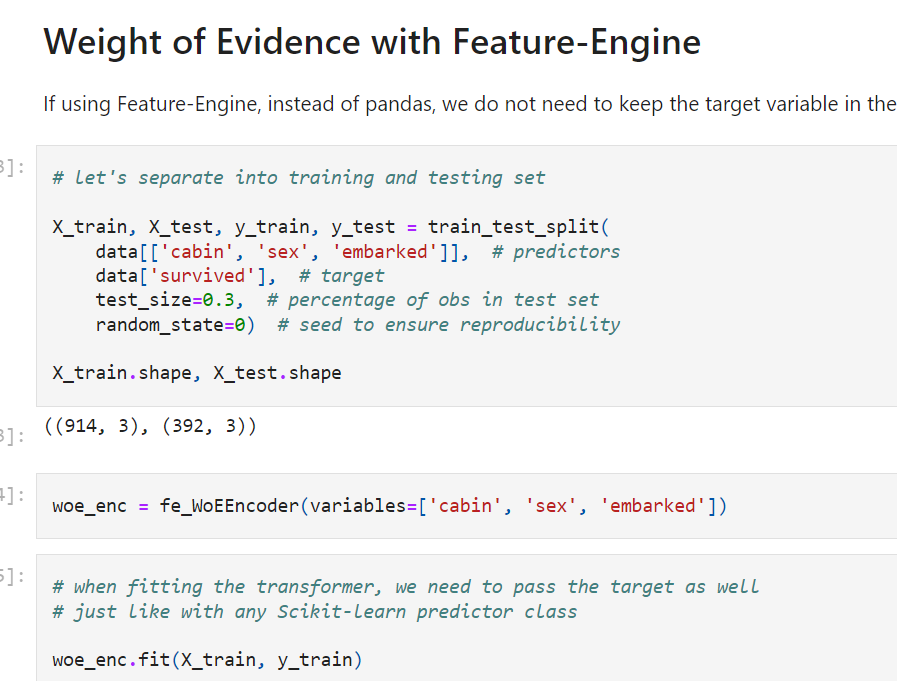 Weight of Evidence with Feature-Engine
If using Feature-Engine, instead of pandas, we do not need to keep the target variable in the
3]:
# let's separate into training and testing set
X_train, X_test, y_train, y_test = train_test_split(
data[['cabin', 'sex', 'embarked']],  # predictors
data['survived'],  # target
test_size=0.3,  # percentage of obs in test set
random_state=0)  # seed to ensure reproducibility
X_train.shape, X_test.shape
3]:
((914, 3), (392, 3))
4]:
woe_enc = fe_WoEEncoder(variables=['cabin', 'sex', 'embarked'])
5]:
# when fitting the transformer, we need to pass the target as well
# just like with any Scikit-learn predictor class
woe_enc.fit(X_train, y_train)